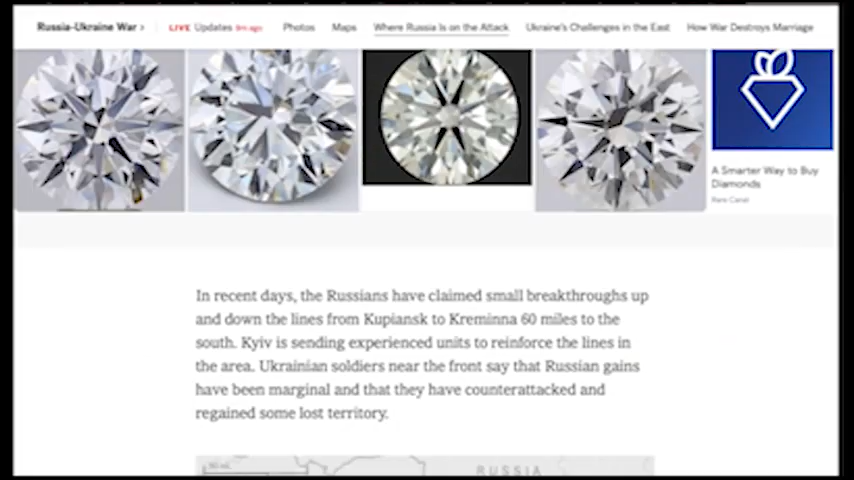 Russia-Ukraine War › LIVE Updates 9m ago Photos Maps Where Russia Is on the Attack Ukraine's Challenges in the East How War Destroys Marriage
A Smarter Way to Buy
Diamonds
Rare Carat
In recent days, the Russians have claimed small breakthroughs up
and down the lines from Kupiansk to Kreminna 60 miles to the
south. Kyiv is sending experienced units to reinforce the lines in
the area. Ukrainian soldiers near the front say that Russian gains
have been marginal and that they have counterattacked and
regained some lost territory.
RUSSIA